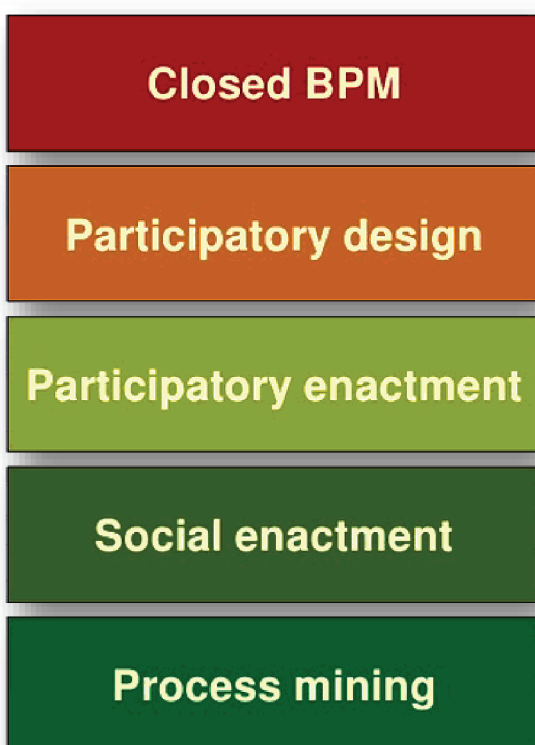 Closed BPM
Participatory design
Participatory enactment
Social enactment
Process mining